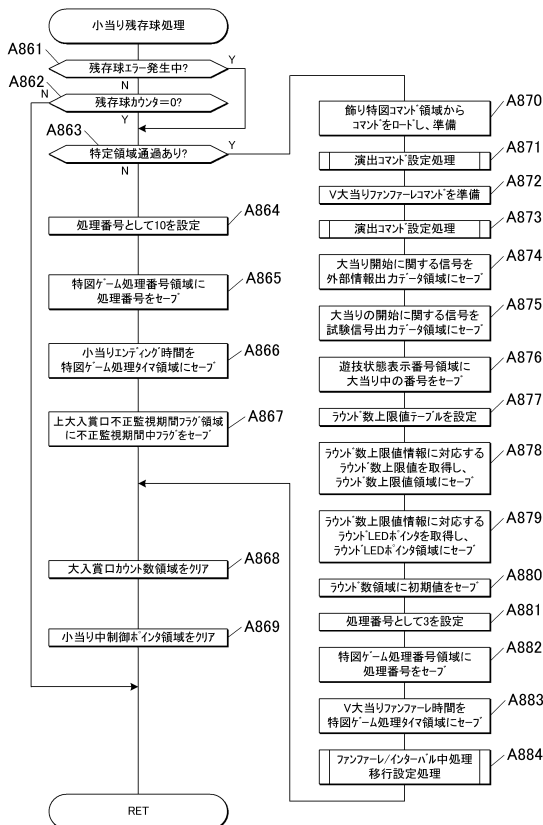 小当り残存球処理
A861
残存球エラー発生中?
Y
N
A862
N
残存球カウンタ＝0?
Y
A863
特定領域通過あり?
Y
N
A864
処理番号として10を設定
A865
特図ゲーム処理番号領域に
処理番号をセーブ
A866
小当りエンディング時間を
特図ゲーム処理タイマ領域にセーブ
A867
上大入賞口不正監視期間フラグ領域
に不正監視期間中フラグをセーブ
A868
大入賞口カウント数領域をクリア
A869
小当り中制御ポインタ領域をクリア
RET
A870
飾り特図コマンド領域から
コマンドをロードし、準備
A871
演出コマンド設定処理
A872
V大当りファンファーレコマンドを準備
A873
演出コマンド設定処理
A874
大当り開始に関する信号を
外部情報出力データ領域にセーブ
A875
大当りの開始に関する信号を
試験信号出力データ領域にセーブ
A876
遊技状態表示番号領域に
大当り中の番号をセーブ
A877
ラウンド数上限値テーブルを設定
A878
ラウンド数上限値情報に対応する
ラウンド数上限値を取得し、
ラウンド数上限値領域にセーブ
A879
ラウンド数上限値情報に対応する
ラウンドLEDポインタを取得し、
ラウンドLEDポインタ領域にセーブ
A880
ラウンド数領域に初期値をセーブ
A881
処理番号として3を設定
A882
特図ゲーム処理番号領域に
処理番号をセーブ
A883
V大当りファンファーレ時間を
特図ゲーム処理タイマ領域にセーブ
A884
ファンファーレ/インターバル中処理
移行設定処理